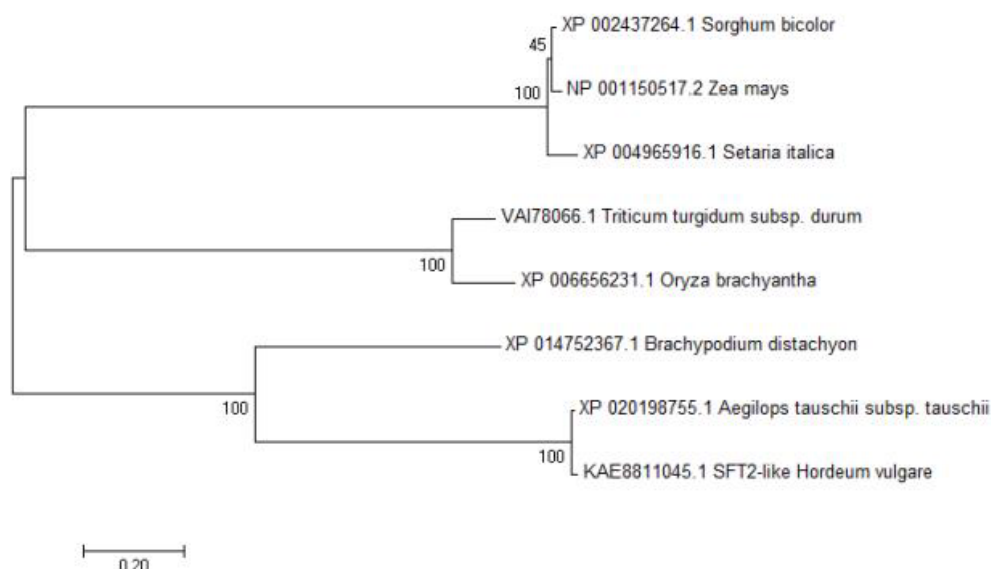 XP 002437264.1 Sorghum bicolor
45
100
NP 001150517.2 Zea mays
XP 004965916.1 Setaria italica
VAI78066.1 Triticum turgidum subsp. durum
100
XP 006656231.1 Oryza brachyantha
XP 014752367.1 Brachypodium distachyon
100
XP 020198755.1 Aegilops tauschii subsp. tauschii
100
KAE8811045.1 SFT2-like Hordeum vulgare
0.20